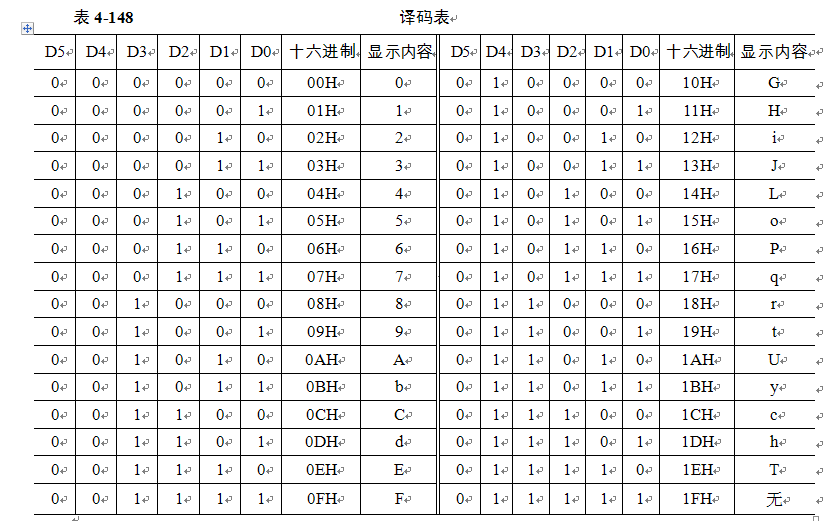 表 4-148 译码表
D5 D4 D3 D2 D1 D0 十六进制 显示内容 D5 D4 D3 D2 D1 D0 十六进制 显示内容
0 0 0 0 0 0 00H 0 0 1 0 0 0 0 10H G
0 0 0 0 0 1 01H 1 0 1 0 0 0 1 11H H
0 0 0 0 1 0 02H 2 0 1 0 0 1 0 12H i
0 0 0 0 1 1 03H 3 0 1 0 0 1 1 13H J
0 0 0 1 0 0 04H 4 0 1 0 1 0 0 14H L
0 0 0 1 0 1 05H 5 0 1 0 1 0 1 15H o
0 0 0 1 1 0 06H 6 0 1 0 1 1 0 16H P
0 0 0 1 1 1 07H 7 0 1 0 1 1 1 17H q
0 0 1 0 0 0 08H 8 0 1 1 0 0 0 18H r
0 0 1 0 0 1 09H 9 0 1 1 0 0 1 19H t
0 0 1 0 1 0 0AH A 0 1 1 0 1 0 1AH U
0 0 1 0 1 1 0BH b 0 1 1 0 1 1 1BH y
0 0 1 1 0 0 0CH C 0 1 1 1 0 0 1CH c
0 0 1 1 0 1 0DH d 0 1 1 1 0 1 1DH h
0 0 1 1 1 0 0EH E 0 1 1 1 1 0 1EH T
0 0 1 1 1 1 0FH F 0 1 1 1 1 1 1FH 无